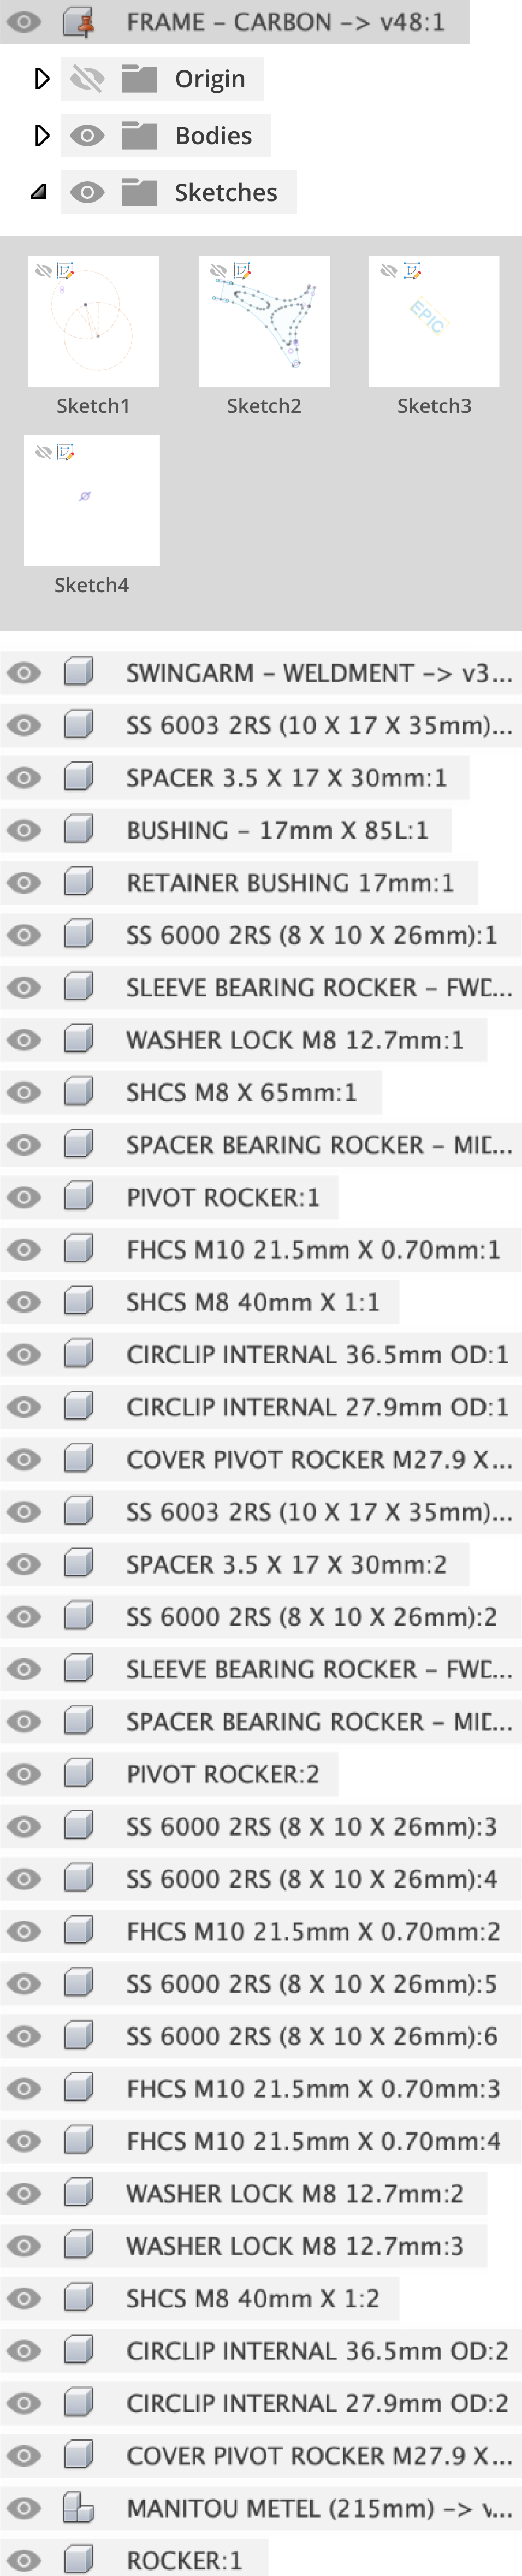 FRAME – CARBON –> v48:1
Origin
Bodies
Sketches
EPIC
Sketch1
Sketch2
Sketch3
Sketch4
SWINGARM – WELDMENT –> v3...
SS 6003 2RS (10 X 17 X 35mm)...
SPACER 3.5 X 17 X 30mm:1
BUSHING – 17mm X 85L:1
RETAINER BUSHING 17mm:1
SS 6000 2RS (8 X 10 X 26mm):1
SLEEVE BEARING ROCKER – FWD...
WASHER LOCK M8 12.7mm:1
SHCS M8 X 65mm:1
SPACER BEARING ROCKER – MID...
PIVOT ROCKER:1
FHCS M10 21.5mm X 0.70mm:1
SHCS M8 40mm X 1:1
CIRCLIP INTERNAL 36.5mm OD:1
CIRCLIP INTERNAL 27.9mm OD:1
COVER PIVOT ROCKER M27.9 X...
SS 6003 2RS (10 X 17 X 35mm)...
SPACER 3.5 X 17 X 30mm:2
SS 6000 2RS (8 X 10 X 26mm):2
SLEEVE BEARING ROCKER – FWD...
SPACER BEARING ROCKER – MID...
PIVOT ROCKER:2
SS 6000 2RS (8 X 10 X 26mm):3
SS 6000 2RS (8 X 10 X 26mm):4
FHCS M10 21.5mm X 0.70mm:2
SS 6000 2RS (8 X 10 X 26mm):5
SS 6000 2RS (8 X 10 X 26mm):6
FHCS M10 21.5mm X 0.70mm:3
FHCS M10 21.5mm X 0.70mm:4
WASHER LOCK M8 12.7mm:2
WASHER LOCK M8 12.7mm:3
SHCS M8 40mm X 1:2
CIRCLIP INTERNAL 36.5mm OD:2
CIRCLIP INTERNAL 27.9mm OD:2
COVER PIVOT ROCKER M27.9 X...
MANITOU METEL (215mm) –> v...
ROCKER:1